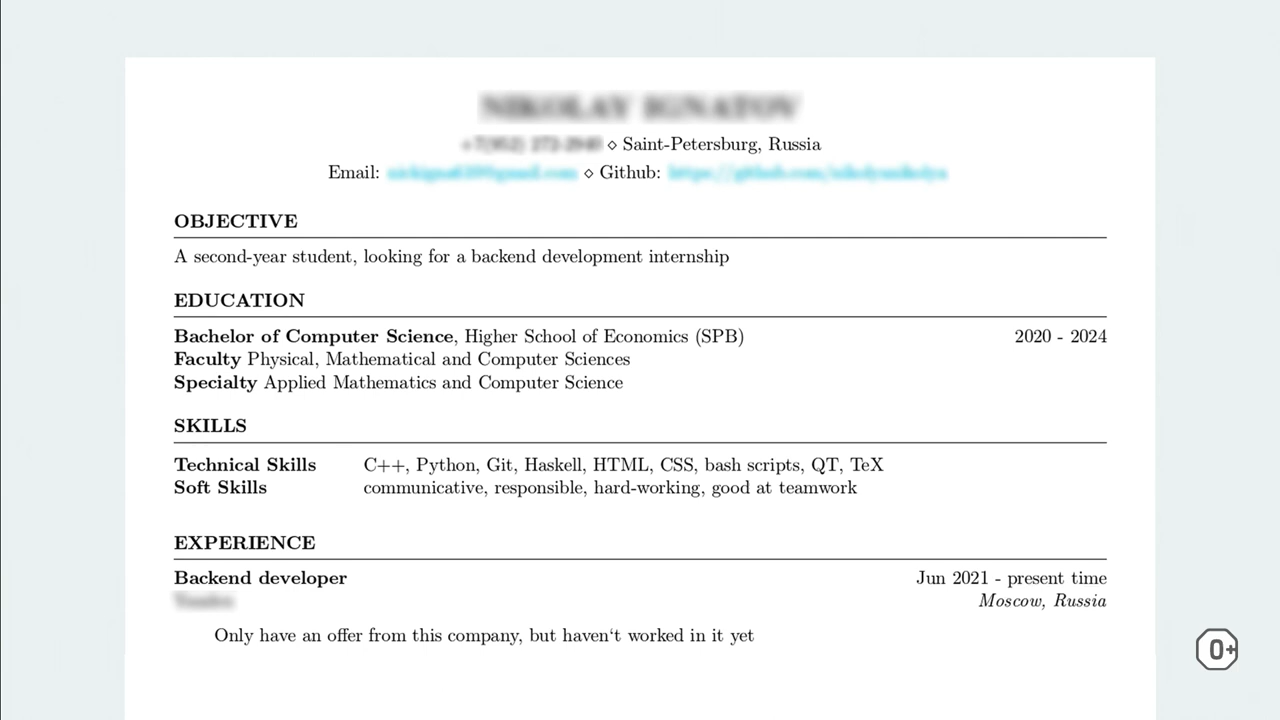 ◇ Saint-Petersburg, Russia
Email: ◇ Github:
OBJECTIVE
A second-year student, looking for a backend development internship
EDUCATION
Bachelor of Computer Science, Higher School of Economics (SPB) 2020 - 2024
Faculty Physical, Mathematical and Computer Sciences
Specialty Applied Mathematics and Computer Science
SKILLS
Technical Skills C++, Python, Git, Haskell, HTML, CSS, bash scripts, QT, TeX
Soft Skills communicative, responsible, hard-working, good at teamwork
EXPERIENCE
Backend developer Jun 2021 - present time
Moscow, Russia
Only have an offer from this company, but haven‘t worked in it yet
0+